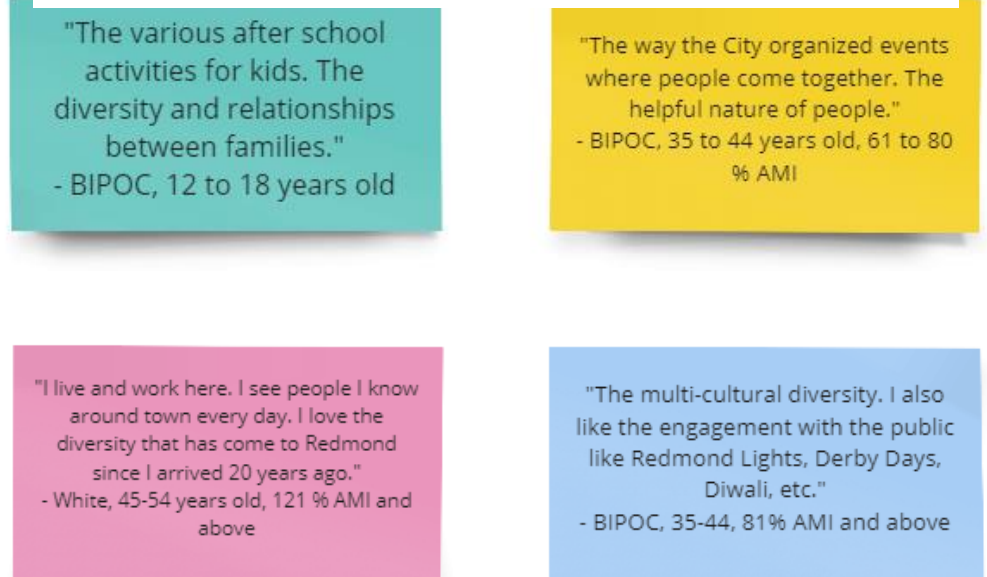 "The various after school
activities for kids. The
diversity and relationships
between families."
- BIPOC, 12 to 18 years old
"The way the City organized events
where people come together. The
helpful nature of people."
- BIPOC, 35 to 44 years old, 61 to 80
% AMI
"I live and work here. I see people I know
around town every day. I love the
diversity that has come to Redmond
since I arrived 20 years ago."
- White, 45-54 years old, 121 % AMI and
above
"The multi-cultural diversity. I also
like the engagement with the public
like Redmond Lights, Derby Days,
Diwali, etc."
- BIPOC, 35-44, 81% AMI and above